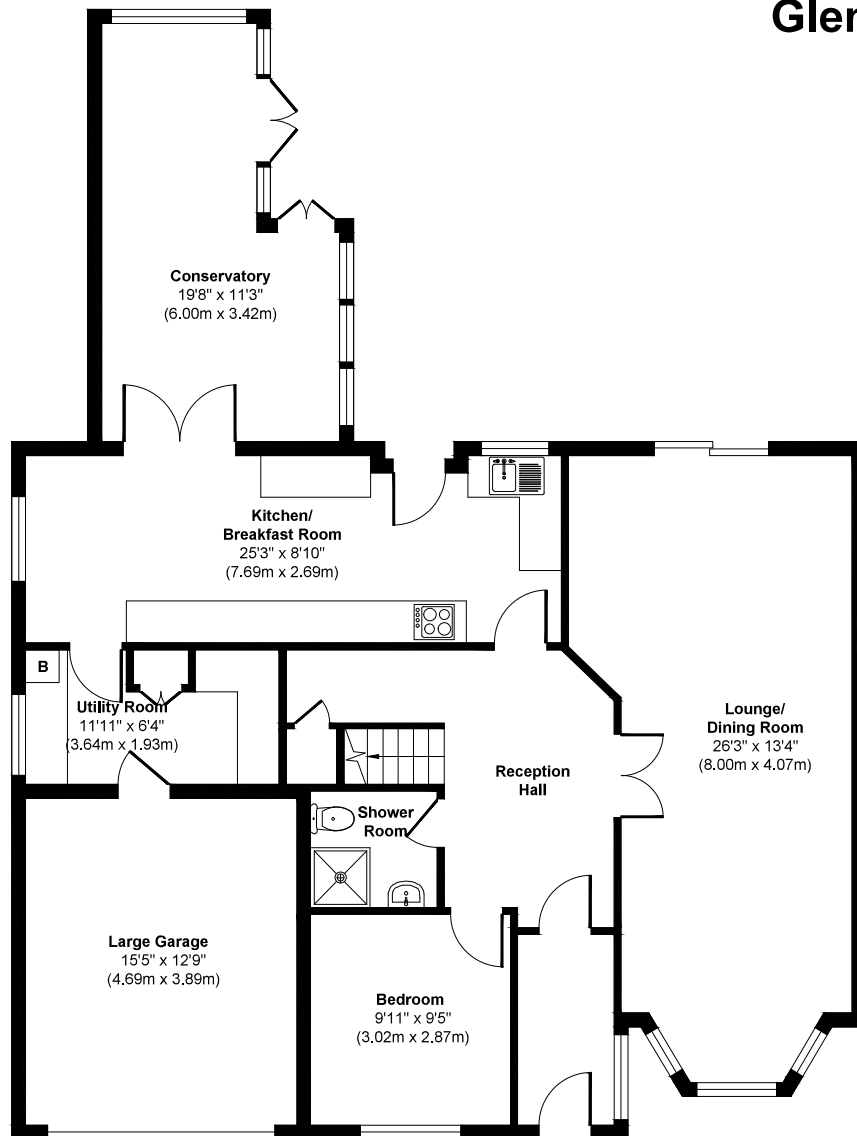 Glen
Conservatory
19'8" x 11'3"
(6.00m x 3.42m)
Kitchen/
Breakfast Room
25'3" x 8'10"
(7.69m x 2.69m)
B
Utility Room
11'11" x 6'4"
(3.64m x 1.93m)
Lounge/
Dining Room
26'3" x 13'4"
(8.00m x 4.07m)
Reception
Hall
Shower
Room
Large Garage
15'5" x 12'9"
(4.69m x 3.89m)
Bedroom
9'11" x 9'5"
(3.02m x 2.87m)